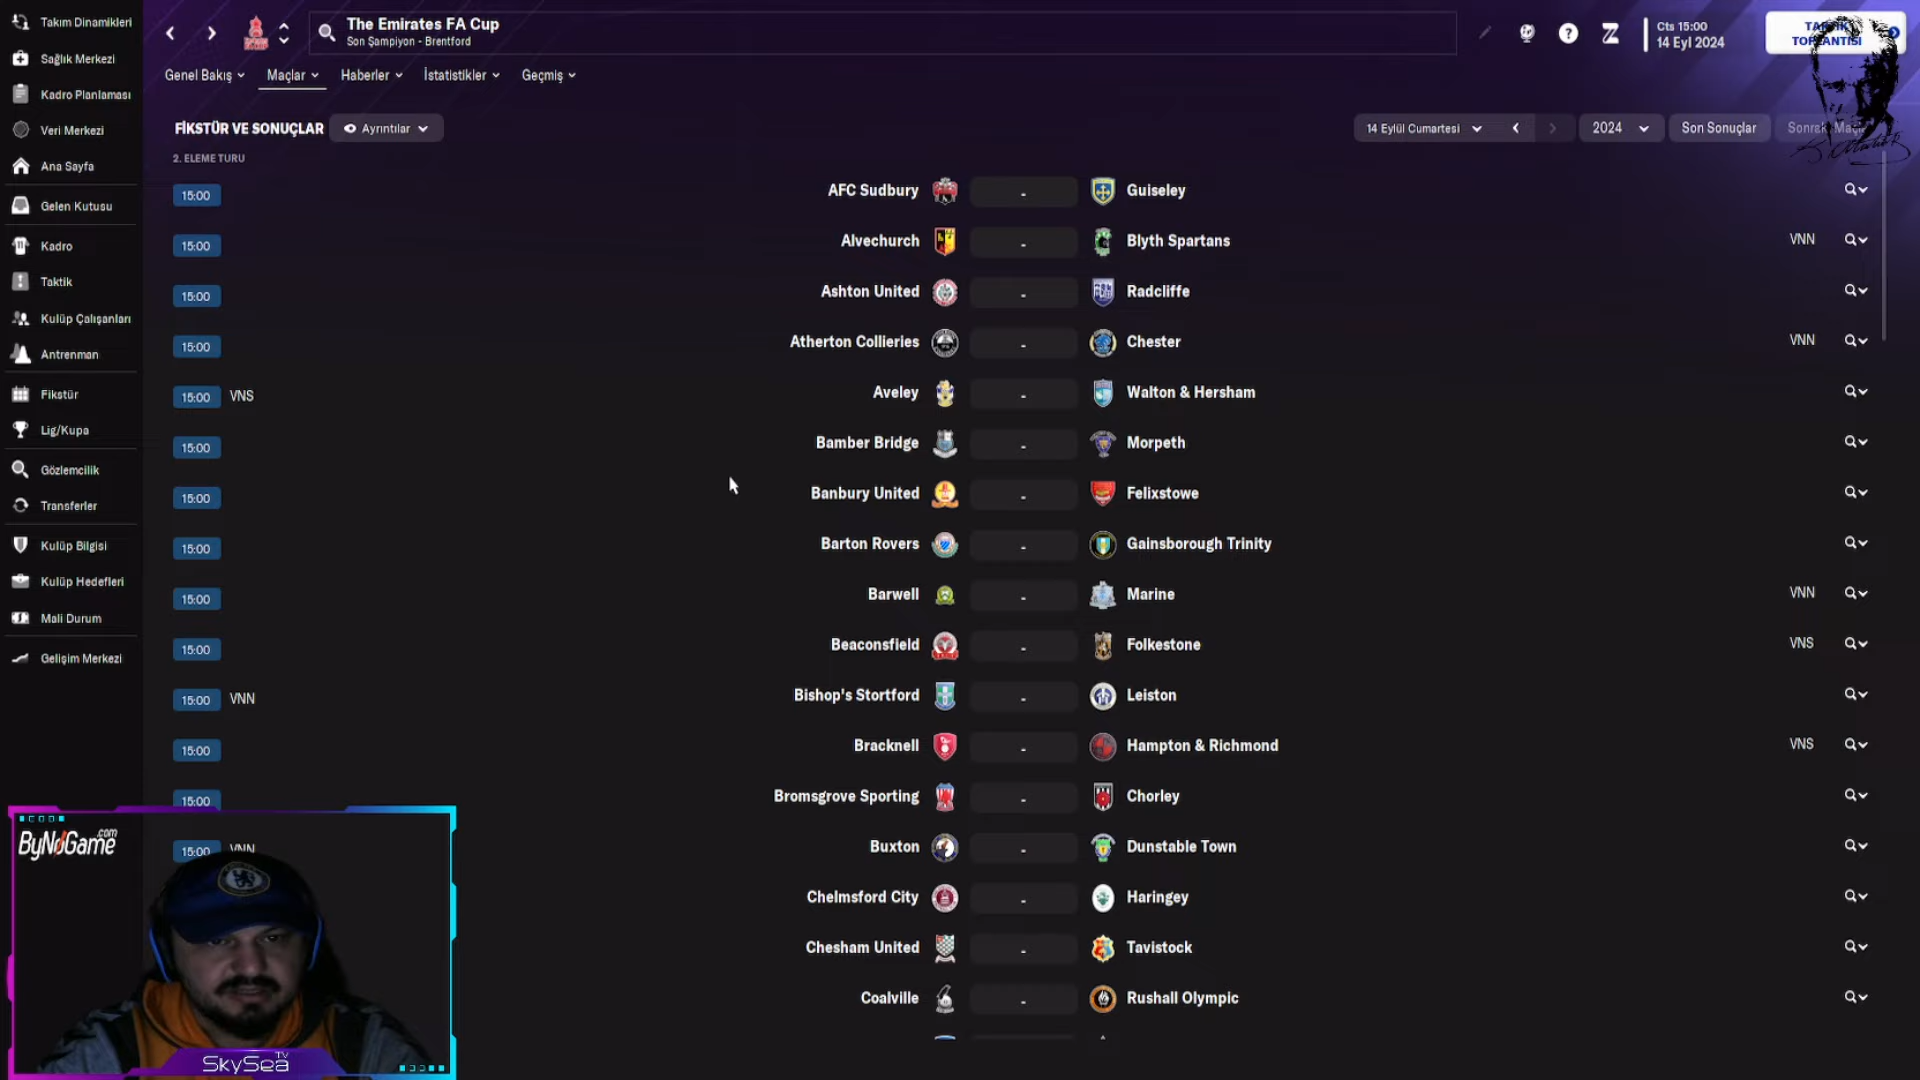 Takım Dinamikleri
Sağlık Merkezi
Kadro Planlaması
Veri Merkezi
Ana Sayfa
Gelen Kutusu
Kadro
Taktik
Kulüp Çalışanları
Antrenman
Fikstür
Lig/Kupa
Gözlemcilik
Transferler
Kulüp Bilgisi
Kulüp Hedefleri
Mali Durum
Gelişim Merkezi
The Emirates FA Cup
Son Şampiyon - Brentford
Cts 15:00
14 Eyl 2024
TOPLANTISI
Genel Bakış
Maçlar
Haberler
İstatistikler
Geçmiş
FİKSTÜR VE SONUÇLAR
Ayrıntılar
14 Eylül Cumartesi
2024
Son Sonuçlar
2. ELEME TURU
15:00 AFC Sudbury - Guiseley
15:00 Alvechurch - Blyth Spartans VNN
15:00 Ashton United - Radcliffe
15:00 Atherton Collieries - Chester VNN
15:00 VNS Aveley - Walton & Hersham
15:00 Bamber Bridge - Morpeth
15:00 Banbury United - Felixstowe
15:00 Barton Rovers - Gainsborough Trinity
15:00 Barwell - Marine VNN
15:00 Beaconsfield - Folkestone VNS
15:00 VNN Bishop's Stortford - Leiston
15:00 Bracknell - Hampton & Richmond VNS
15:00 Bromsgrove Sporting - Chorley
15:00 VNN Buxton - Dunstable Town
Chelmsford City - Haringey
Chesham United - Tavistock
Coalville - Rushall Olympic
ByNoGame.com
SkySea TV